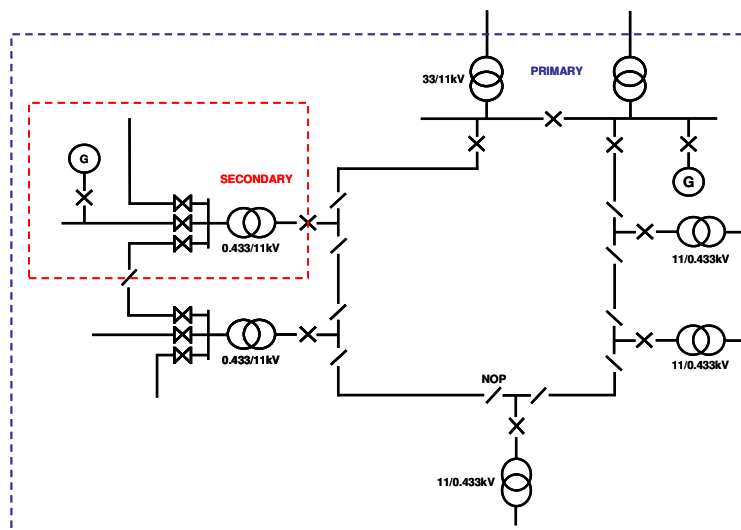 33/11kV
PRIMARY
G
SECONDARY
G
0.433/11kV
11/0.433kV
0.433/11kV
11/0.433kV
NOP
11/0.433kV